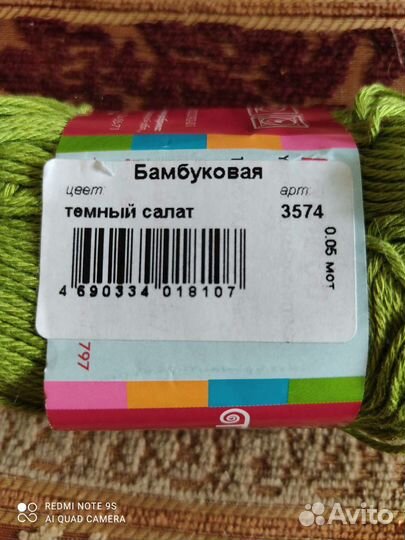 Бамбуковая
цвет: арт.
темный салат 3574
0.05 мот
4 690334 018107
797
REDMI NOTE 9S
AI QUAD CAMERA
Avito